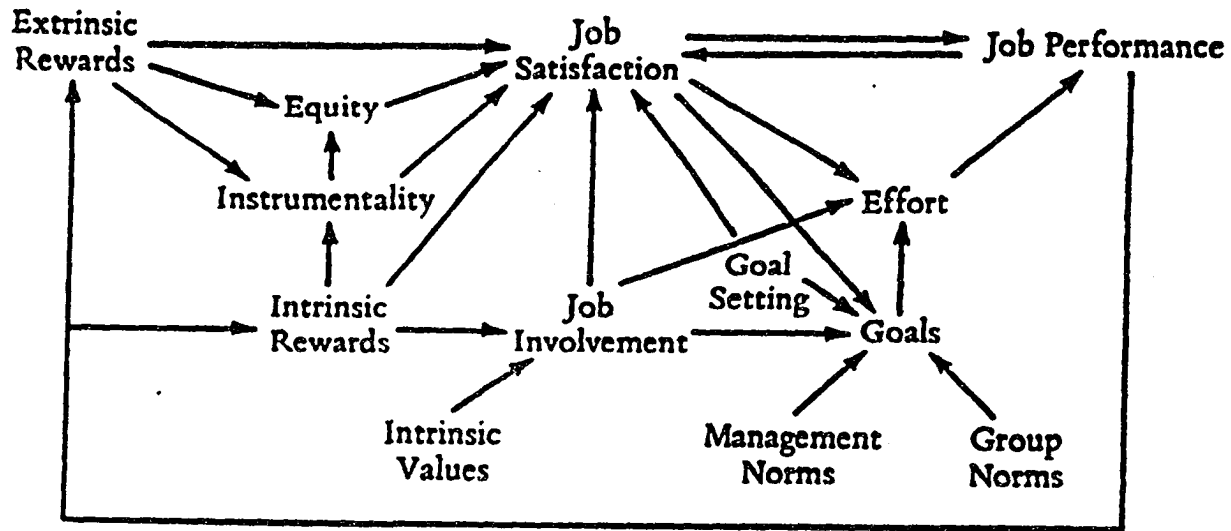 Extrinsic
Rewards
Job
Satisfaction
Job Performance
Equity
Instrumentality
Effort
Goal
Setting
Intrinsic
Rewards
Job
Involvement
Goals
Intrinsic
Values
Management
Norms
Group
Norms